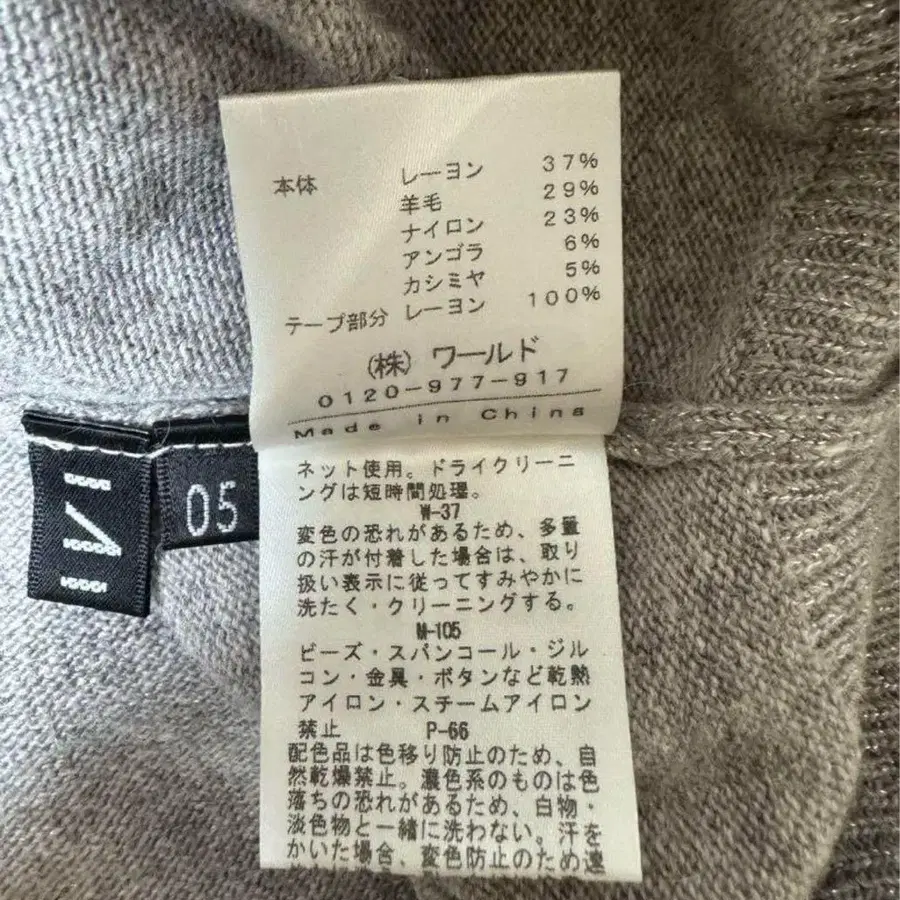 本体 レーヨン 37%
羊毛 29%
ナイロン 23%
アンゴラ 6%
カシミヤ 5%
テープ部分 レーヨン 100%
(株) ワールド
0120-977-917
Made in China
ネット使用。ドライクリーニ
ングは短時間処理。
W-37
変色の恐れがあるため、多量
の汗が付着した場合は、取り
扱い表示に従ってすみやかに
洗たく・クリーニングする。
M-105
ビーズ・スパンコール・ジル
コン・金具・ボタンなど乾熱
アイロン・スチームアイロン
禁止 P-66
配色品は色移り防止のため、自
然乾燥禁止。濃色系のものは色
落ちの恐れがあるため、白物・
淡色物と一緒に洗わない。汗を
かいた場合、変色防止のため速
05